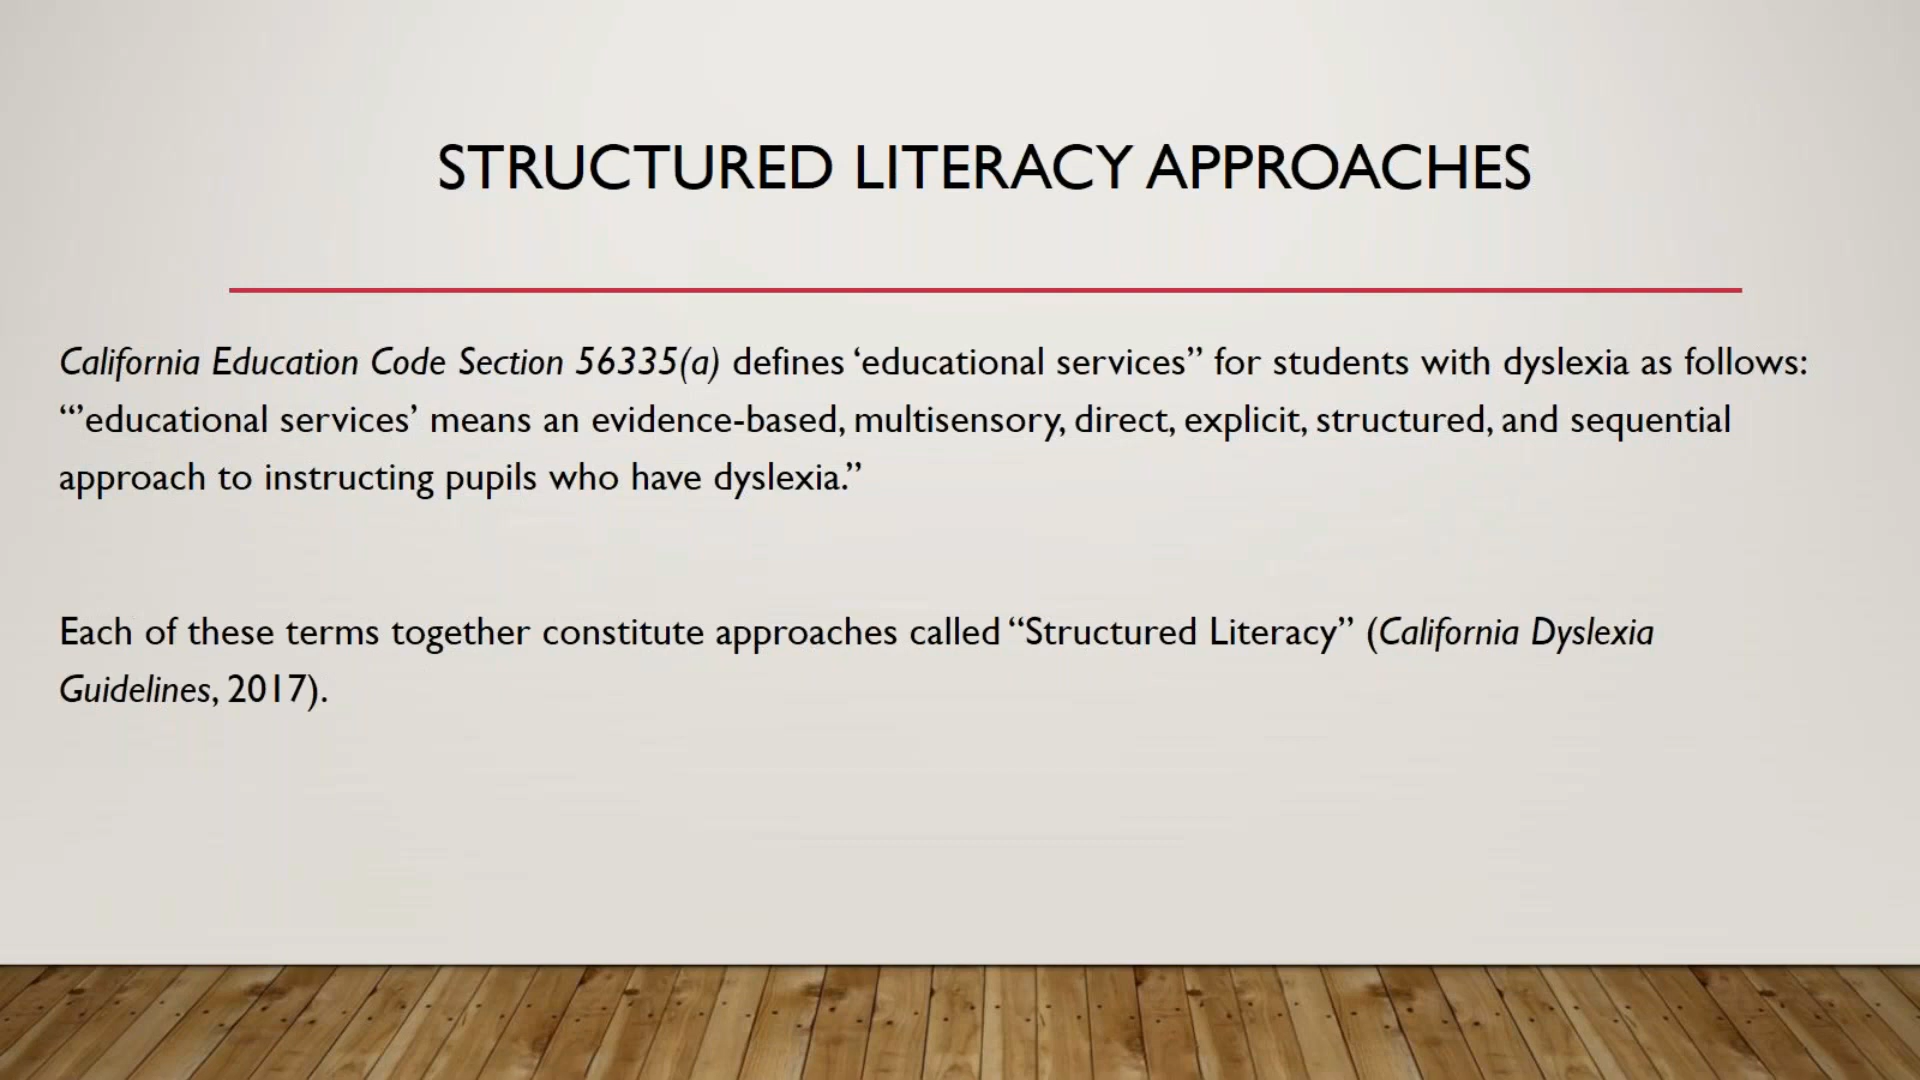 STRUCTURED LITERACY APPROACHES
California Education Code Section 56335(a) defines ‘educational services” for students with dyslexia as follows:
“’educational services’ means an evidence-based, multisensory, direct, explicit, structured, and sequential
approach to instructing pupils who have dyslexia.”
Each of these terms together constitute approaches called “Structured Literacy” (California Dyslexia
Guidelines, 2017).